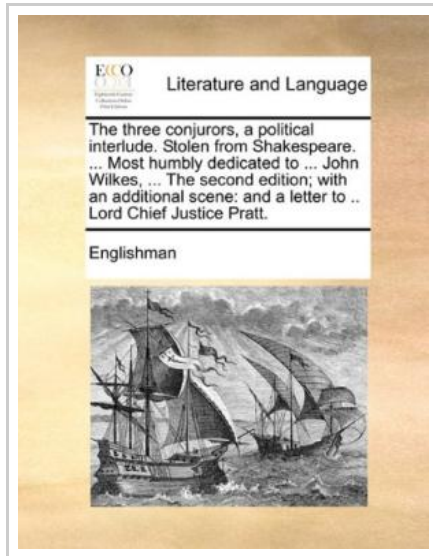 ECCO
Literature and Language
The three conjurors, a political
interlude. Stolen from Shakespeare.
... Most humbly dedicated to ... John
Wilkes, ... The second edition; with
an additional scene: and a letter to ..
Lord Chief Justice Pratt.
Englishman